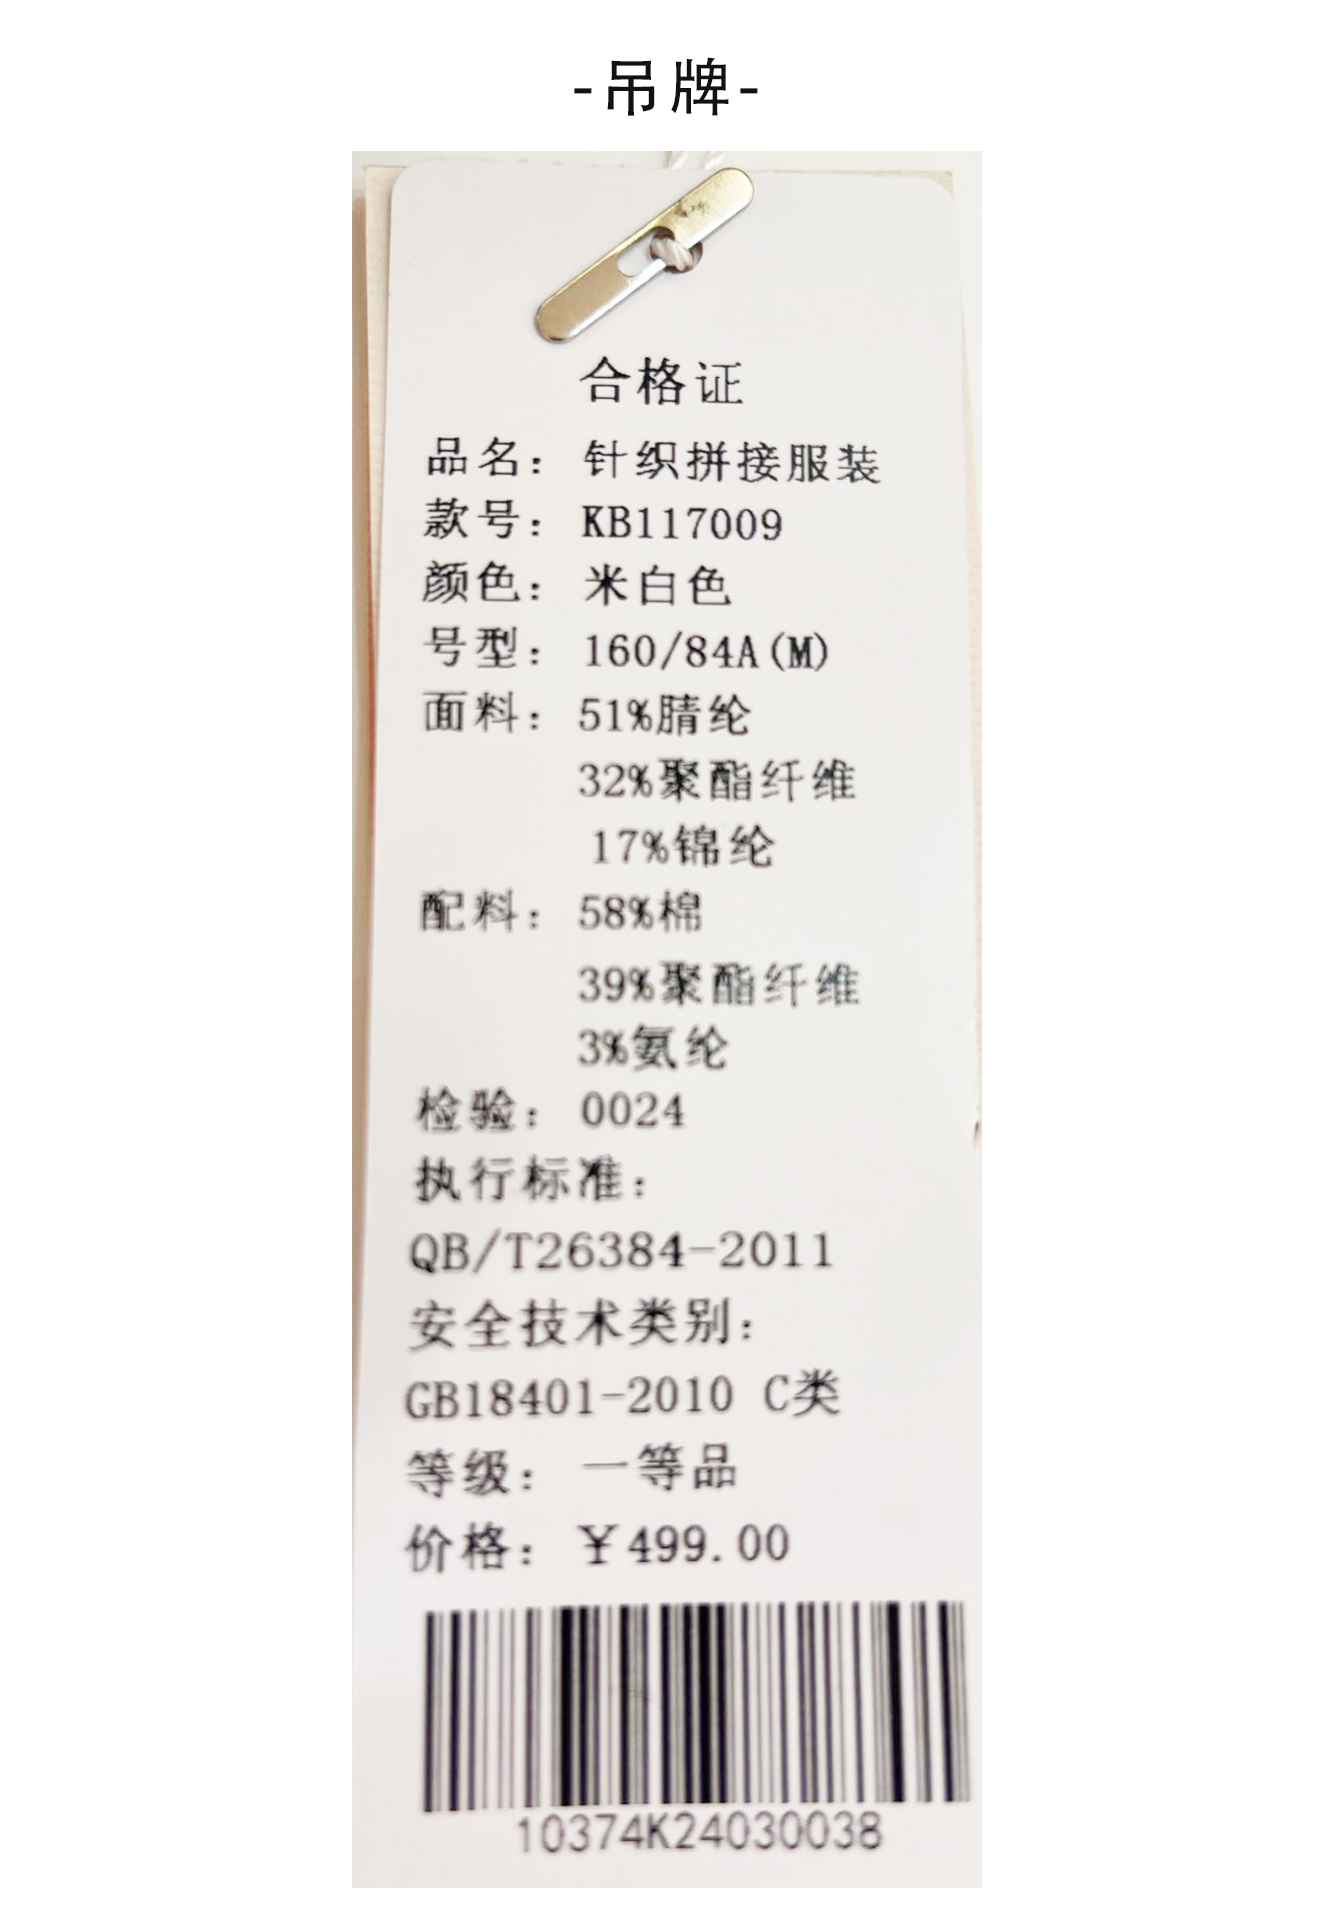 -吊牌-
合格证
品名：针织拼接服装
款号：KB117009
颜色：米白色
号型：160/84A(M)
面料：51%腈纶
32%聚酯纤维
17%锦纶
配料：58%棉
39%聚酯纤维
3%氨纶
检验：0024
执行标准：
QB/T26384-2011
安全技术类别：
GB18401-2010 C类
等级：一等品
价格：￥499.00
10374K24030038